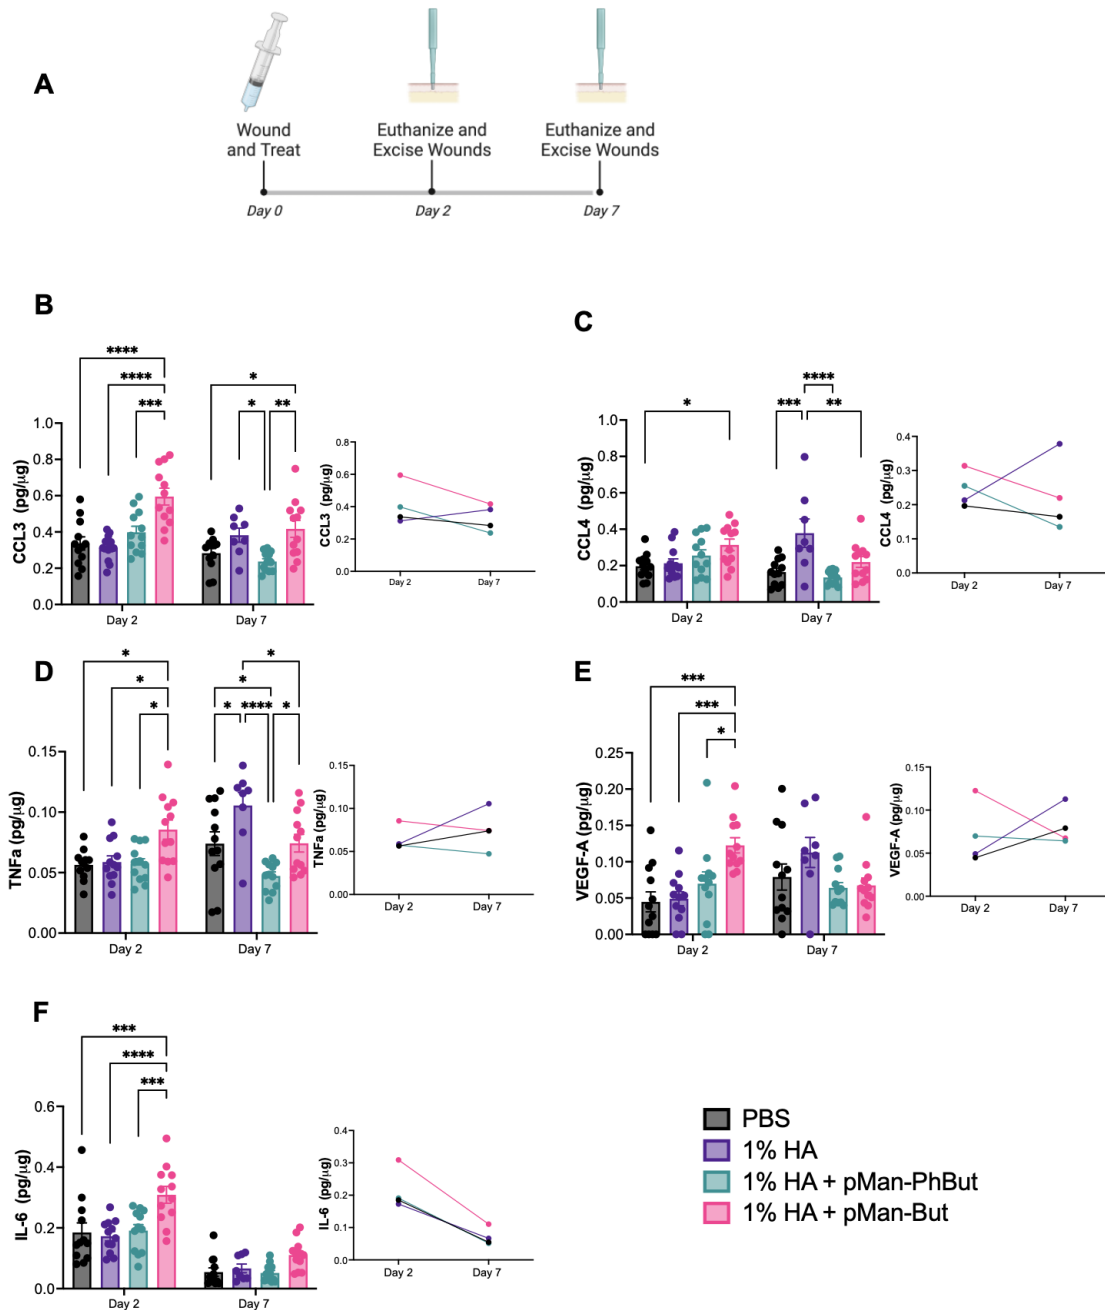 A
Wound
and Treat
Euthanize and
Excise Wounds
Euthanize and
Excise Wounds
Day 0
Day 2
Day 7
B
****
****
***
*
*
**
CCL3 (pg/µg)
1.0
0.8
0.6
0.4
0.2
0.0
Day 2
Day 7
CCL3 (pg/µg)
0.8
0.6
0.4
0.2
0.0
Day 2
Day 7
C
*
****
***
**
CCL4 (pg/µg)
1.0
0.8
0.6
0.4
0.2
0.0
Day 2
Day 7
CCL4 (pg/µg)
0.4
0.3
0.2
0.1
0.0
Day 2
Day 7
D
*
*
*
*
*
*
****
*
TNFa (pg/µg)
0.15
0.10
0.05
0.00
Day 2
Day 7
TNFa (pg/µg)
0.15
0.10
0.05
0.00
Day 2
Day 7
E
***
***
*
VEGF-A (pg/µg)
0.25
0.20
0.15
0.10
0.05
0.00
Day 2
Day 7
VEGF-A (pg/µg)
0.15
0.10
0.05
0.00
Day 2
Day 7
F
***
****
***
IL-6 (pg/µg)
0.6
0.4
0.2
0.0
Day 2
Day 7
IL-6 (pg/µg)
0.4
0.3
0.2
0.1
0.0
Day 2
Day 7
PBS
1% HA
1% HA + pMan-PhBut
1% HA + pMan-But